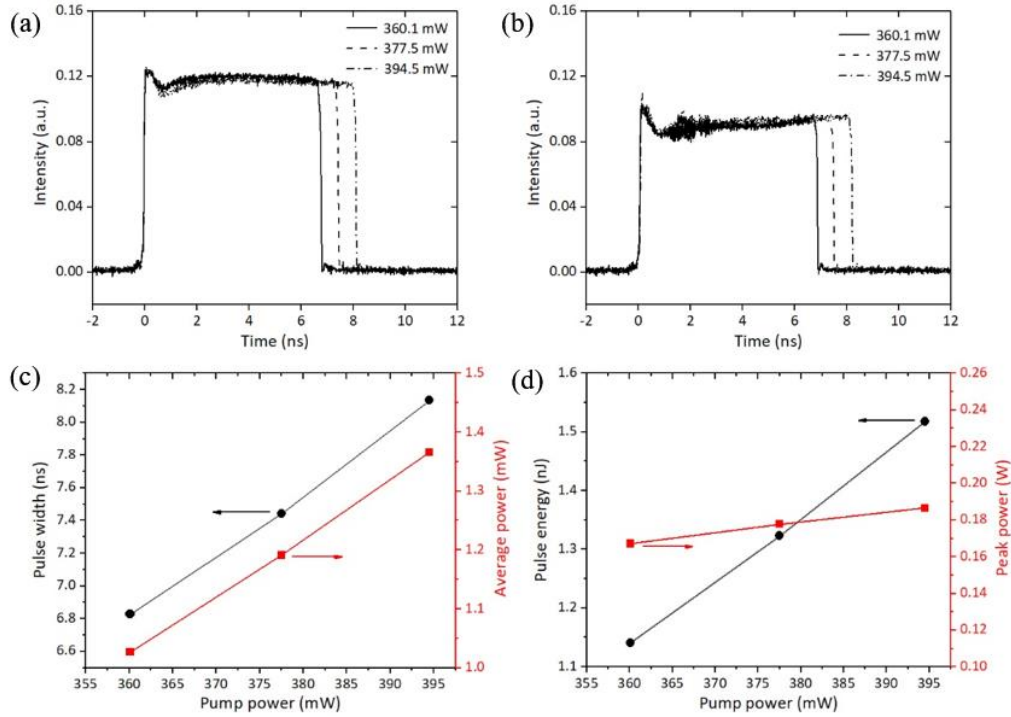 (a)
0.16
0.12
0.08
0.04
0.00
Intensity (a.u.)
360.1 mW
377.5 mW
394.5 mW
-2 0 2 4 6 8 10 12
Time (ns)
(b)
0.16
0.12
0.08
0.04
0.00
Intensity (a.u.)
360.1 mW
377.5 mW
394.5 mW
-2 0 2 4 6 8 10 12
Time (ns)
(c)
8.2
8.0
7.8
7.6
7.4
7.2
7.0
6.8
6.6
Pulse width (ns)
1.5
1.4
1.3
1.2
1.1
1.0
Average power (mW)
355 360 365 370 375 380 385 390 395
Pump power (mW)
(d)
1.6
1.5
1.4
1.3
1.2
1.1
Pulse energy (nJ)
0.26
0.24
0.22
0.20
0.18
0.16
0.14
0.12
0.10
Peak power (W)
355 360 365 370 375 380 385 390 395
Pump power (mW)